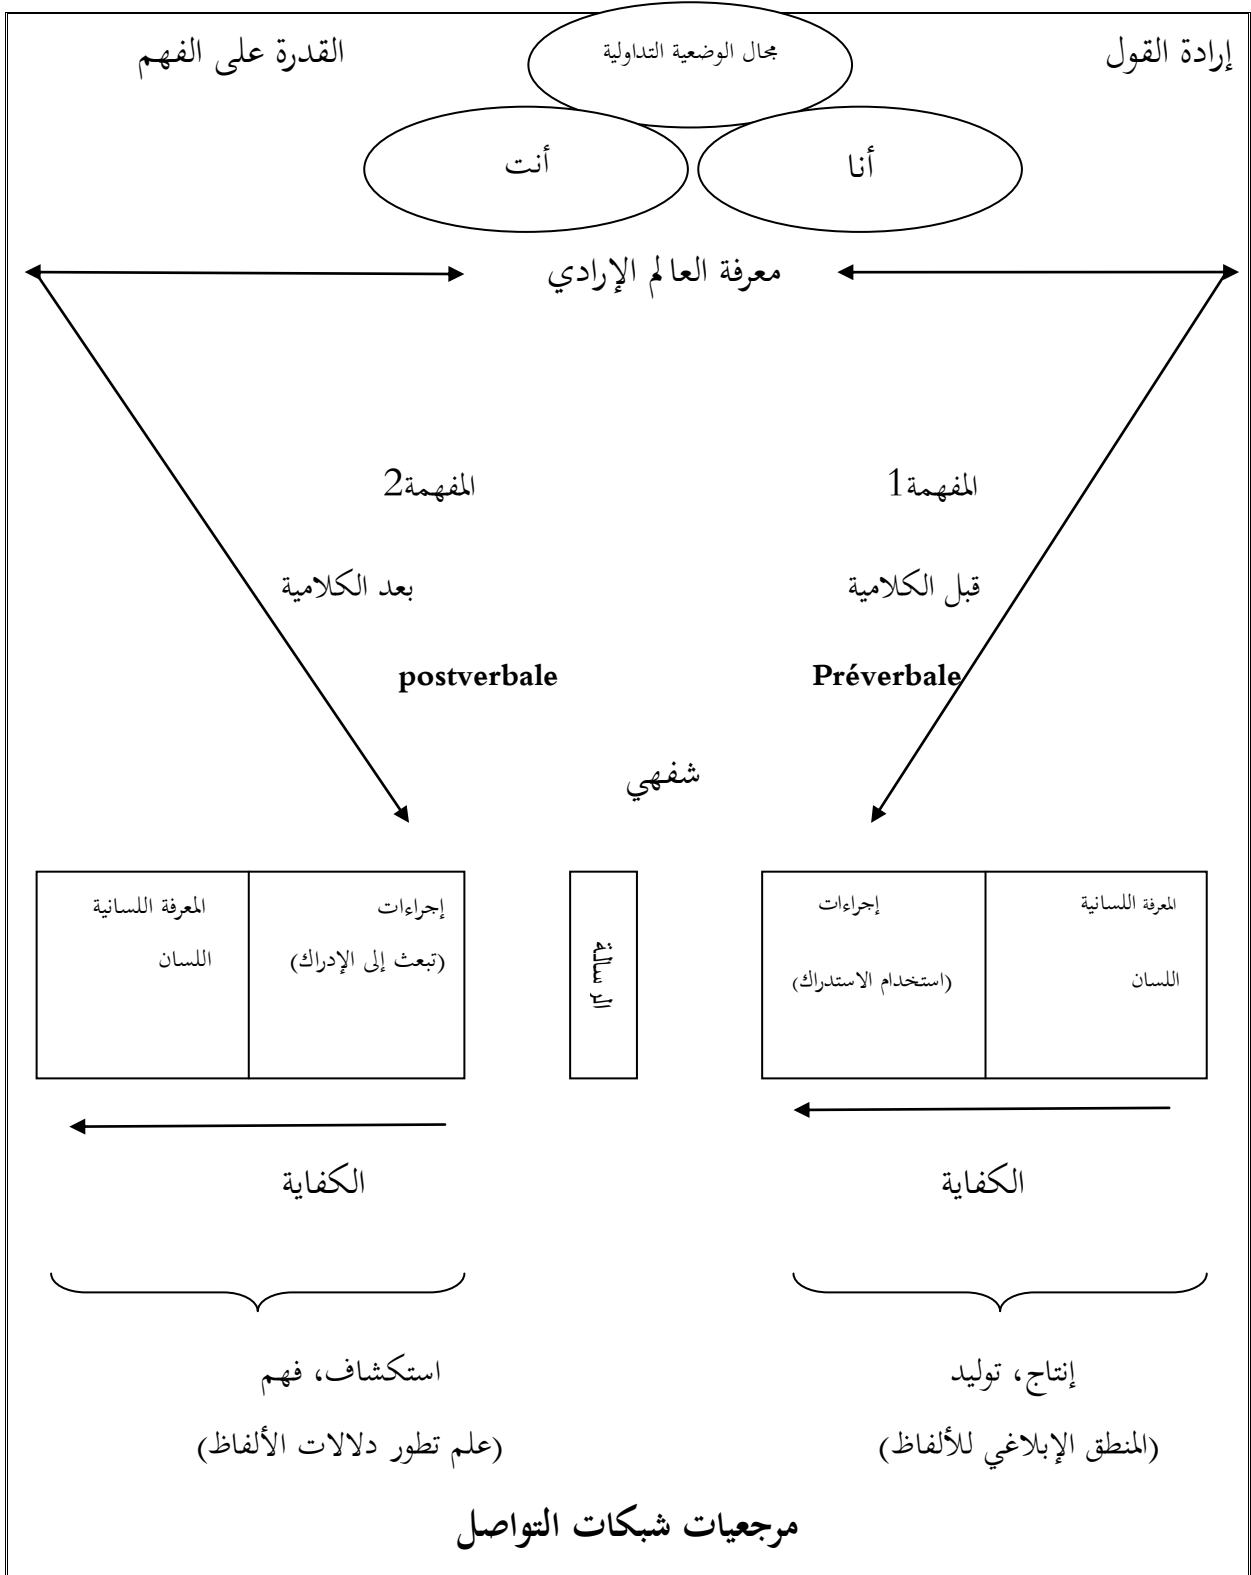 إرادة القول
مجال الوضعية التداولية
القدرة على الفهم
أنا
أنت
معرفة العالم الإرادي
المفهمة1
المفهمة2
قبل الكلامية
بعد الكلامية
Préverbale
postverbale
شفهي
المعرفة اللسانية
اللسان
إجراءات
(استخدام الاستدراك)
الرسالة
إجراءات
(تبعث إلى الإدراك)
المعرفة اللسانية
اللسان
الكفاية
الكفاية
إنتاج، توليد
استكشاف، فهم
(المنطق الإبلاغي للألفاظ)
(علم تطور دلالات الألفاظ)
مرجعيات شبكات التواصل